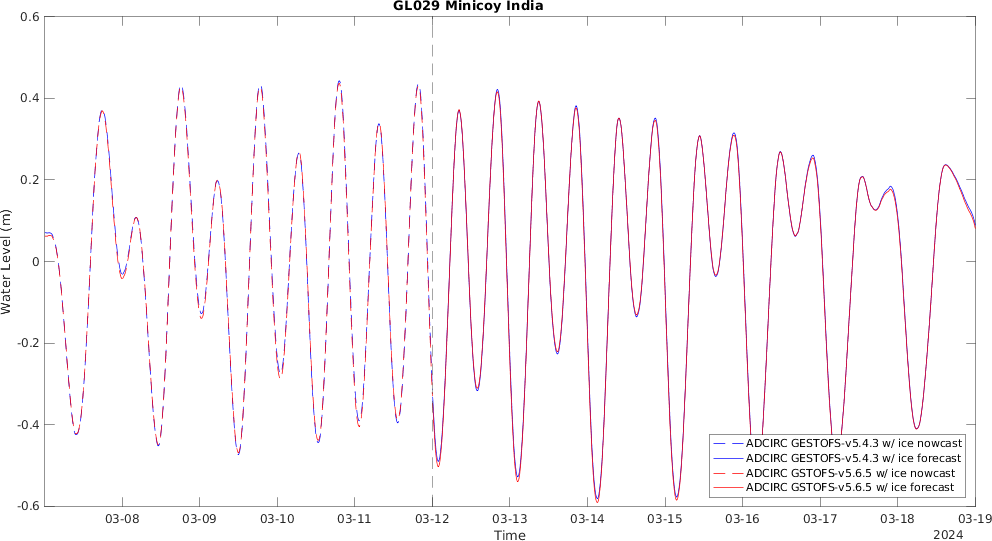 GL029 Minicoy India
0.6
0.4
0.2
0
-0.2
-0.4
-0.6
Water Level (m)
ADCIRC GESTOFS-v5.4.3 w/ ice nowcast
ADCIRC GESTOFS-v5.4.3 w/ ice forecast
ADCIRC GSTOFS-v5.6.5 w/ ice nowcast
ADCIRC GSTOFS-v5.6.5 w/ ice forecast
03-08 03-09 03-10 03-11 03-12 03-13 03-14 03-15 03-16 03-17 03-18 03-19
Time
2024